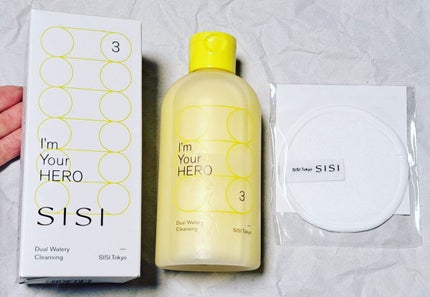 3
I'm
Your
HERO
SISI
Dual Watery
Cleansing
SISI.Tokyo
I'm
Your
HERO
3
Dual Watery
Cleansing
SISI.Tokyo
SISI.Tokyo SISI